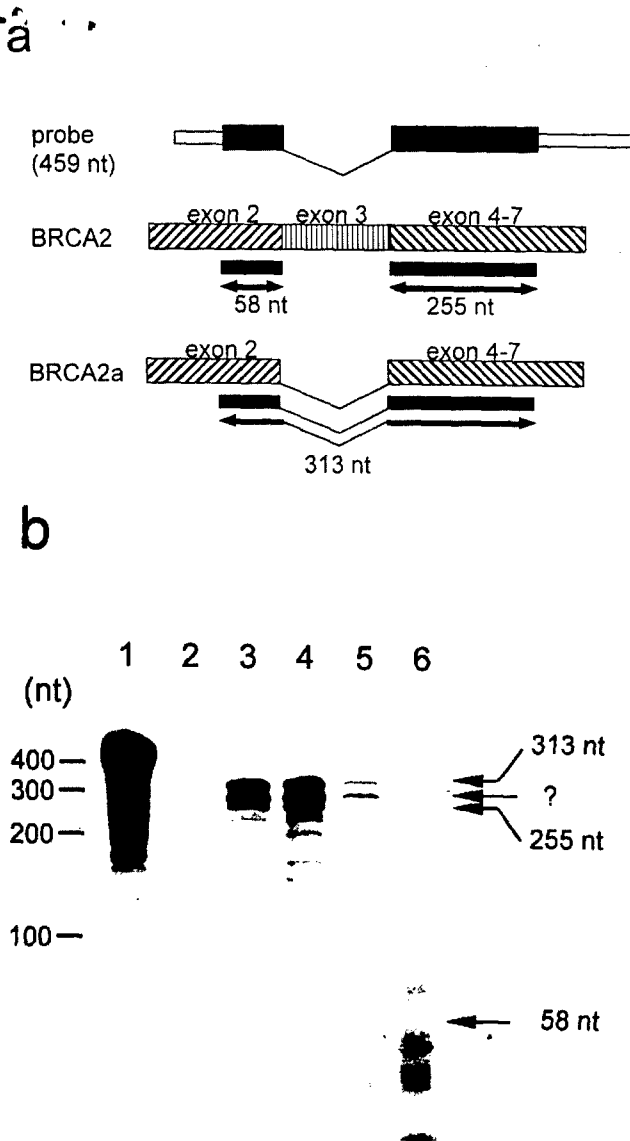 a
probe
(459 nt)
exon 2 exon 3 exon 4-7
BRCA2
58 nt 255 nt
exon 2 exon 4-7
BRCA2a
313 nt
b
1 2 3 4 5 6
(nt)
400
300
200
100
313 nt
?
255 nt
58 nt